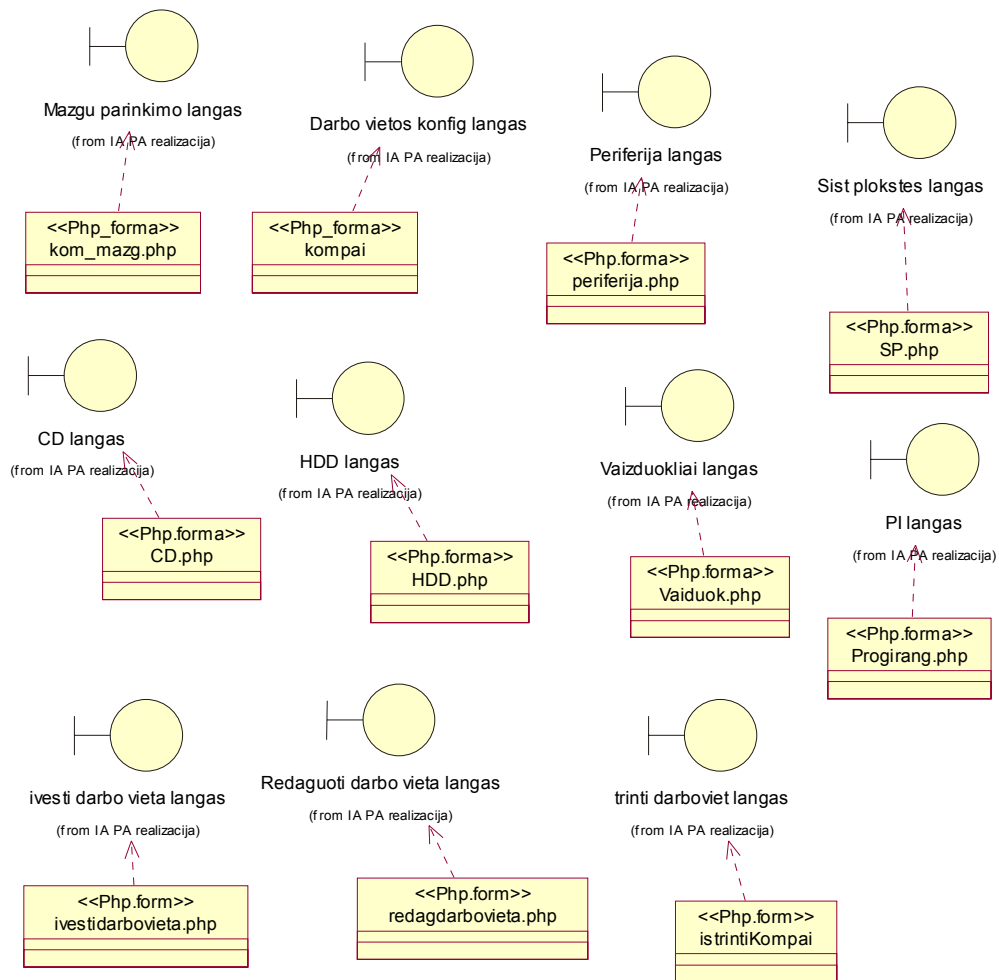 Mazgu parinkimo langas
(from IA PA realizacija)
<<Php_forma>>
kom_mazg.php
Darbo vietos konfig langas
(from IA PA realizacija)
<<Php_forma>>
kompai
Periferija langas
(from IA PA realizacija)
<<Php.forma>>
periferija.php
Sist plokstes langas
(from IA PA realizacija)
<<Php.forma>>
SP.php
CD langas
(from IA PA realizacija)
<<Php.forma>>
CD.php
HDD langas
(from IA PA realizacija)
<<Php.forma>>
HDD.php
Vaizduokliai langas
(from IA PA realizacija)
<<Php.forma>>
Vaiduok.php
PI langas
(from IA PA realizacija)
<<Php.forma>>
Progirang.php
ivesti darbo vieta langas
(from IA PA realizacija)
<<Php.form>>
ivestidarbovieta.php
Redaguoti darbo vieta langas
(from IA PA realizacija)
<<Php.form>>
redagdarbovieta.php
trinti darboviet langas
(from IA PA realizacija)
<<Php.form>>
istrintiKompai